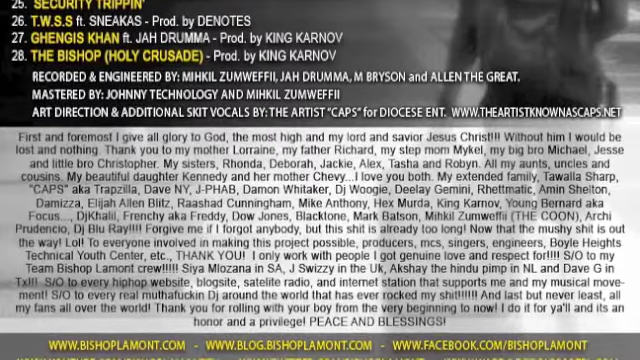 25. SECURITY TRIPPIN'
26. T.W.S.S ft. SNEAKAS - Prod. by DENOTES
27. GHENGIS KHAN ft. JAH DRUMMA - Prod. by KING KARNOV
28. THE BISHOP (HOLY CRUSADE) - Prod. by KING KARNOV
RECORDED & ENGINEERED BY: MIHKIL ZUMWEFFII, JAH DRUMMA, M BRYSON and ALLEN THE GREAT.
MASTERED BY: JOHNNY TECHNOLOGY AND MIHKIL ZUMWEFFII
ART DIRECTION & ADDITIONAL SKIT VOCALS BY: THE ARTIST "CAPS" for DIOCESE ENT. WWW.THEARTISTKNOWNASCAPS.NET
First and foremost I give all glory to God, the most high and my lord and savior Jesus Christ!!! Without him I would be
lost and nothing. Thank you to my mother Lorraine, my father Richard, my step mom Mykel, my big bro Michael, Jesse
and little bro Christopher. My sisters, Rhonda, Deborah, Jackie, Alex, Tasha and Robyn. All my aunts, uncles and
cousins. My beautiful daughter Kennedy and her mother Chevy...I love you both. My extended family, Tawalla Sharp,
"CAPS" aka Trapzilla, Dave NY, J-PHAB, Damon Whitaker, Dj Woogie, Deelay Gemini, Rhettmatic, Amin Shelton,
Damizza, Elijah Allen Blitz, Raashad Cunningham, Mike Anthony, Hex Murda, King Karnov, Young Bernard aka
Focus..., DjKhalil, Frenchy aka Freddy, Dow Jones, Blacktone, Mark Batson, Mihkil Zumweffii (THE COON), Archi
Prudencio, Dj Blu Ray!!!! Forgive me if I forgot anybody, but this shit is already too long! Now that the mushy shit is out
the way! Lol! To everyone involved in making this project possible, producers, mcs, singers, engineers, Boyle Heights
Technical Youth Center, etc., THANK YOU! I only work with people I got genuine love and respect for!!!! S/O to my
Team Bishop Lamont crew!!!!! Siya Mlozana in SA, J Swizzy in the Uk, Akshay the hindu pimp in NL and Dave G in
Tx!!! S/O to every hiphop website, blogsite, satelite radio, and internet station that supports me and my musical move-
ment! S/O to every real muthafuckin Dj around the world that has ever rocked my shit!!!!!! And last but never least, all
my fans all over the world! Thank you for rolling with your boy from the very beginning to now! I do it for ya'll and its an
honor and a privilege! PEACE AND BLESSINGS!
WWW.BISHOPLAMONT.COM - WWW.BLOG.BISHOPLAMONT.COM - WWW.FACEBOOK.COM/BISHOPLAMONT